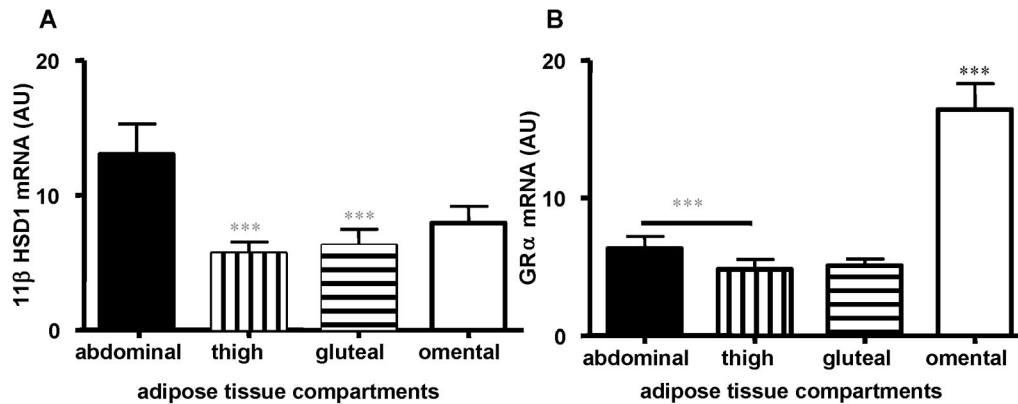 A
11β HSD1 mRNA (AU)
20
10
0
***
***
abdominal thigh gluteal omental
adipose tissue compartments
B
GRα mRNA (AU)
20
10
0
***
***
abdominal thigh gluteal omental
adipose tissue compartments